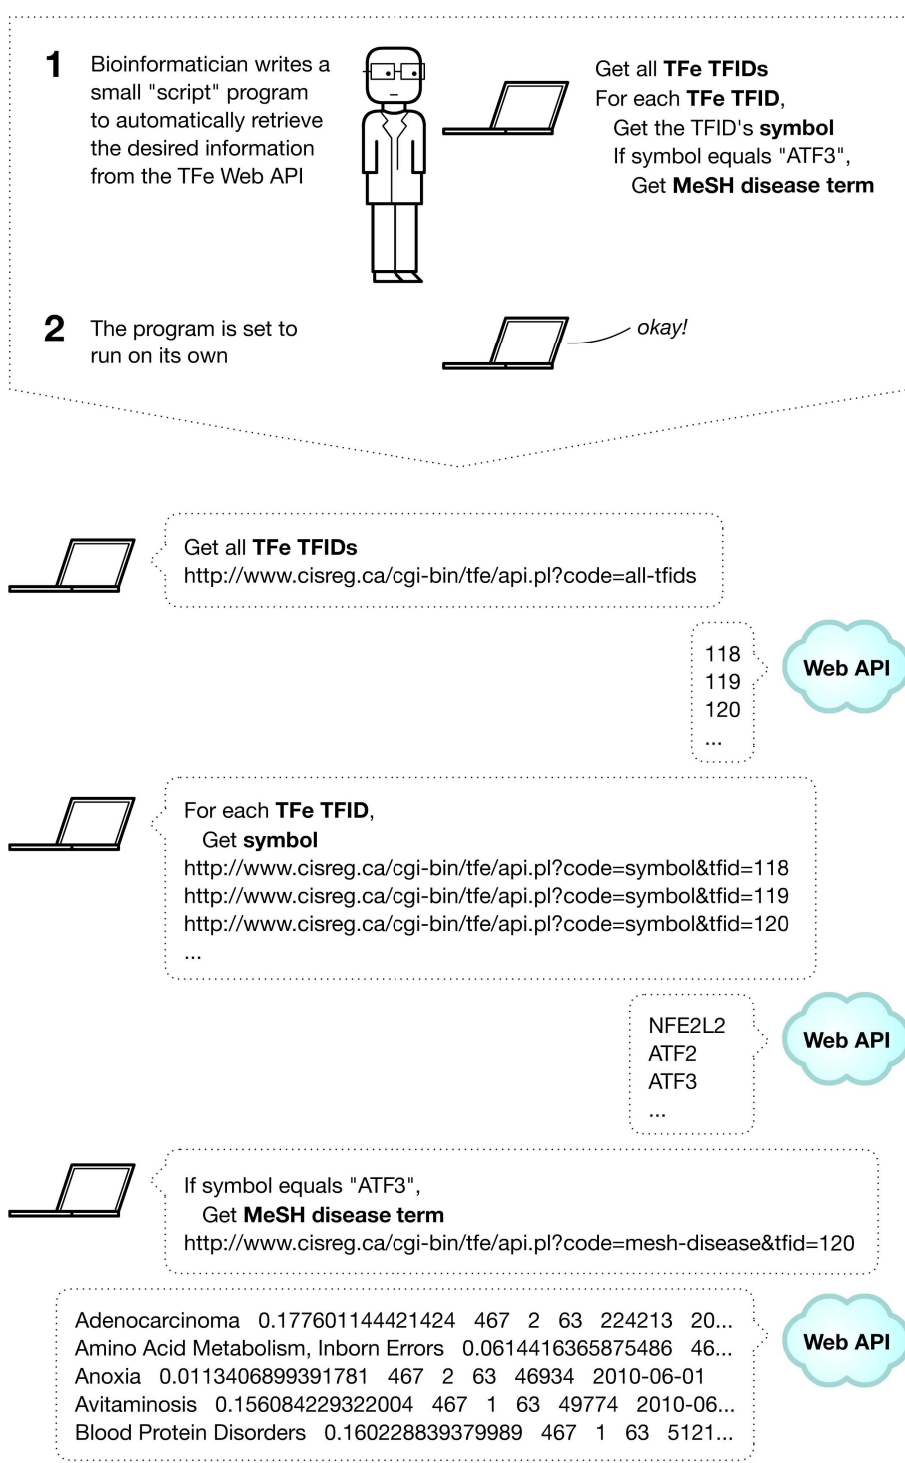 1
Bioinformatician writes a
small "script" program
to automatically retrieve
the desired information
from the TFe Web API
Get all TFe TFIDs
For each TFe TFID,
Get the TFID's symbol
If symbol equals "ATF3",
Get MeSH disease term
2
The program is set to
run on its own
okay!
Get all TFe TFIDs
http://www.cisreg.ca/cgi-bin/tfe/api.pl?code=all-tfids
118
119
120
...
Web API
For each TFe TFID,
Get symbol
http://www.cisreg.ca/cgi-bin/tfe/api.pl?code=symbol&tfid=118
http://www.cisreg.ca/cgi-bin/tfe/api.pl?code=symbol&tfid=119
http://www.cisreg.ca/cgi-bin/tfe/api.pl?code=symbol&tfid=120
...
NFE2L2
ATF2
ATF3
...
Web API
If symbol equals "ATF3",
Get MeSH disease term
http://www.cisreg.ca/cgi-bin/tfe/api.pl?code=mesh-disease&tfid=120
Adenocarcinoma 0.177601144421424 467 2 63 224213 20...
Amino Acid Metabolism, Inborn Errors 0.0614416365875486 46...
Anoxia 0.0113406899391781 467 2 63 46934 2010-06-01
Avitaminosis 0.156084229322004 467 1 63 49774 2010-06...
Blood Protein Disorders 0.160228839379989 467 1 63 5121...
Web API